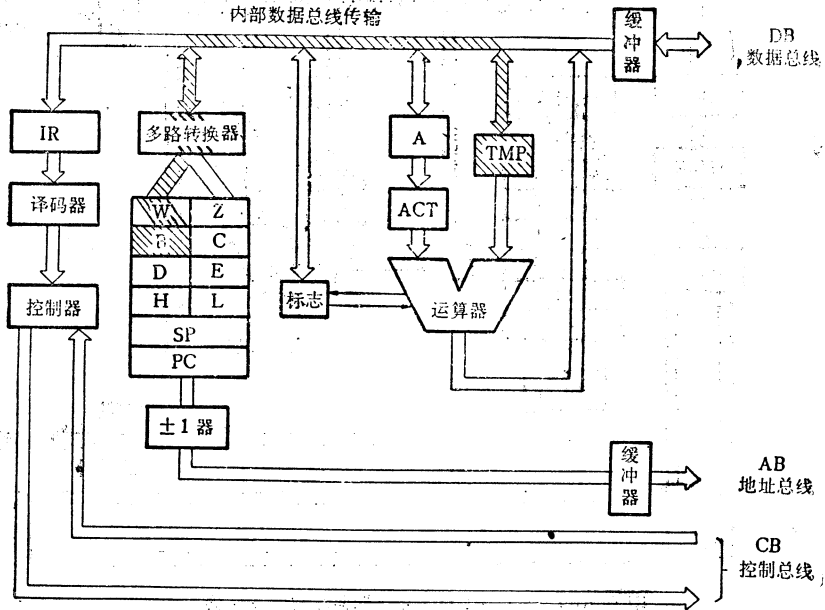 内部数据总线传输
缓冲器
DB
数据总线
IR
多路转换器
A
TMP
译码器
W Z
ACT
B C
D E
控制器
H L
标志
运算器
SP
PC
±1器
缓冲器
AB
地址总线
CB
控制总线